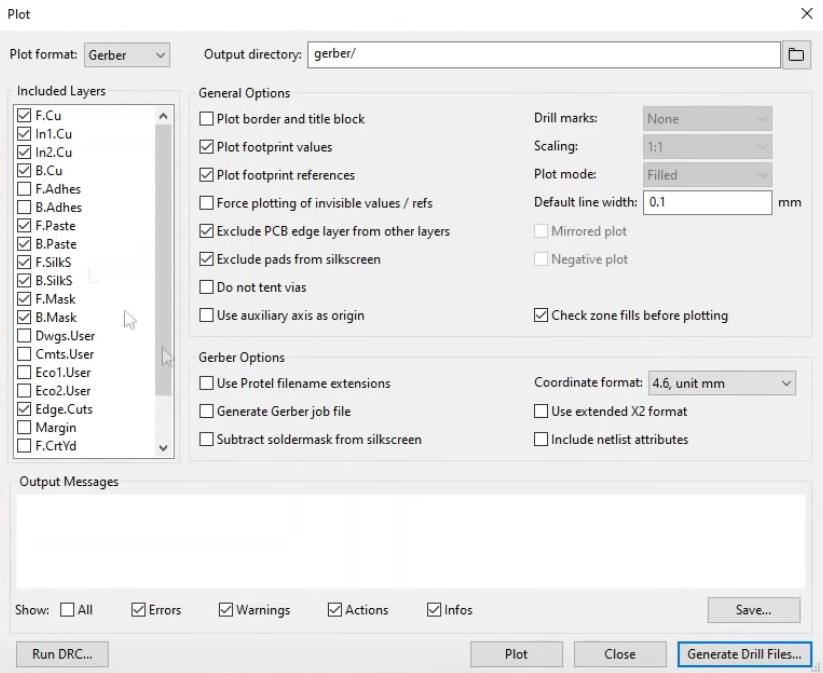 Plot
Plot format: Gerber Output directory: gerber/
Included Layers
F.Cu
In1.Cu
In2.Cu
B.Cu
F.Adhes
B.Adhes
F.Paste
B.Paste
F.SilkS
B.SilkS
F.Mask
B.Mask
Dwgs.User
Cmts.User
Eco1.User
Eco2.User
Edge.Cuts
Margin
F.CrtYd
General Options
Plot border and title block
Plot footprint values
Plot footprint references
Force plotting of invisible values / refs
Exclude PCB edge layer from other layers
Exclude pads from silkscreen
Do not tent vias
Use auxiliary axis as origin
Drill marks: None
Scaling: 1:1
Plot mode: Filled
Default line width: 0.1 mm
Mirrored plot
Negative plot
Check zone fills before plotting
Gerber Options
Use Protel filename extensions
Generate Gerber job file
Subtract soldermask from silkscreen
Coordinate format: 4.6, unit mm
Use extended X2 format
Include netlist attributes
Output Messages
Show: All Errors Warnings Actions Infos Save...
Run DRC... Plot Close Generate Drill Files...